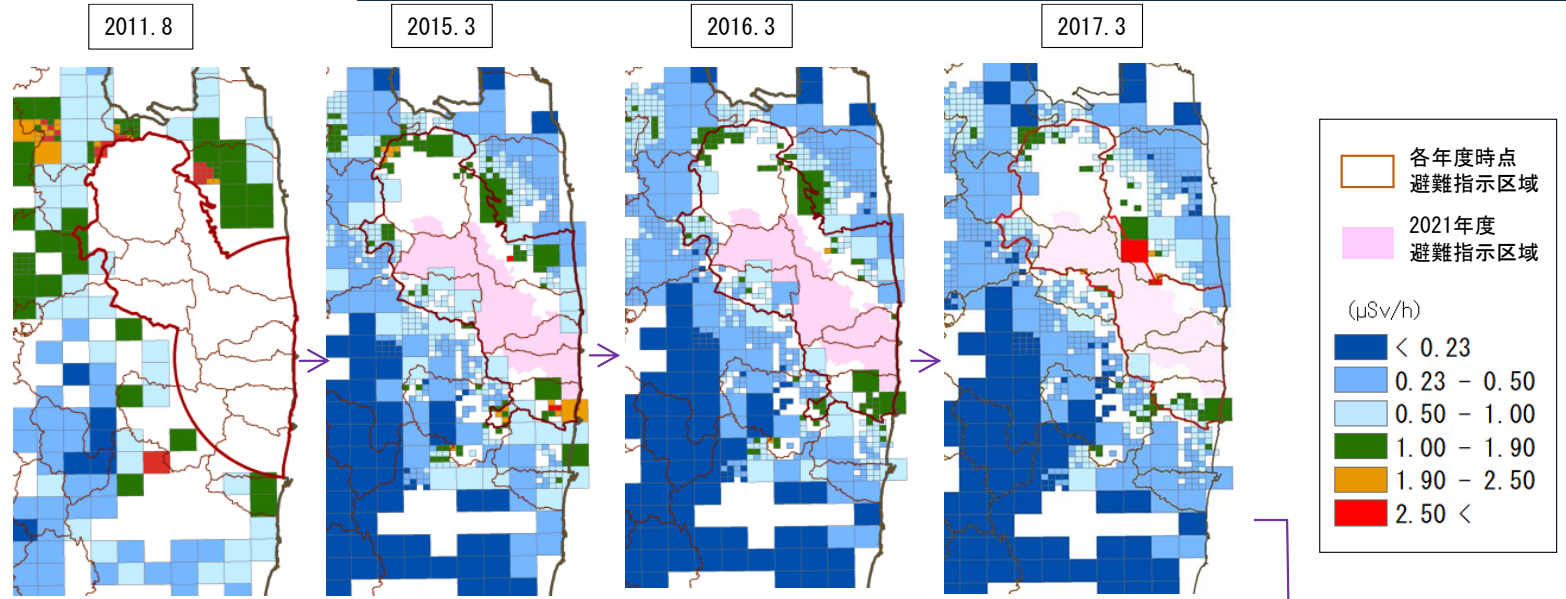 2011.8
2015.3
2016.3
2017.3
各年度時点
避難指示区域
2021年度
避難指示区域
(μSv/h)
< 0.23
0.23 - 0.50
0.50 - 1.00
1.00 - 1.90
1.90 - 2.50
2.50 <